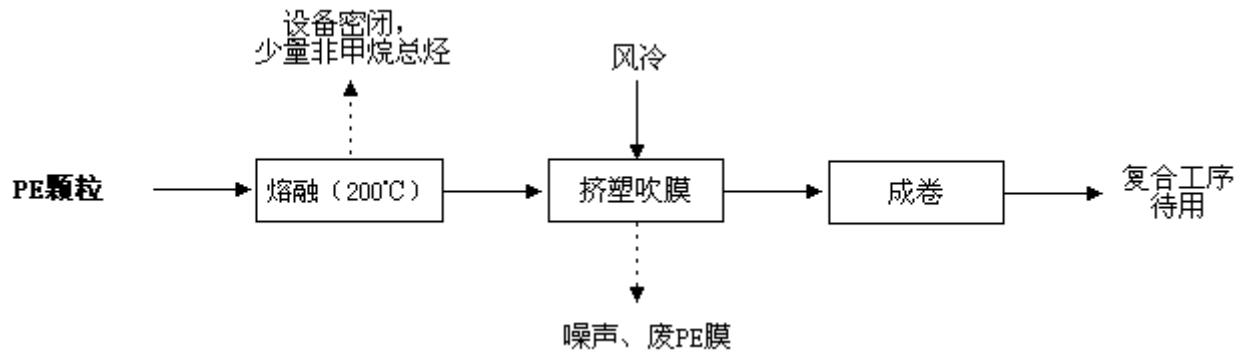 设备密闭,
少量非甲烷总烃
风冷
PE颗粒
熔融（200℃）
挤塑吹膜
成卷
复合工序
待用
噪声、废PE膜